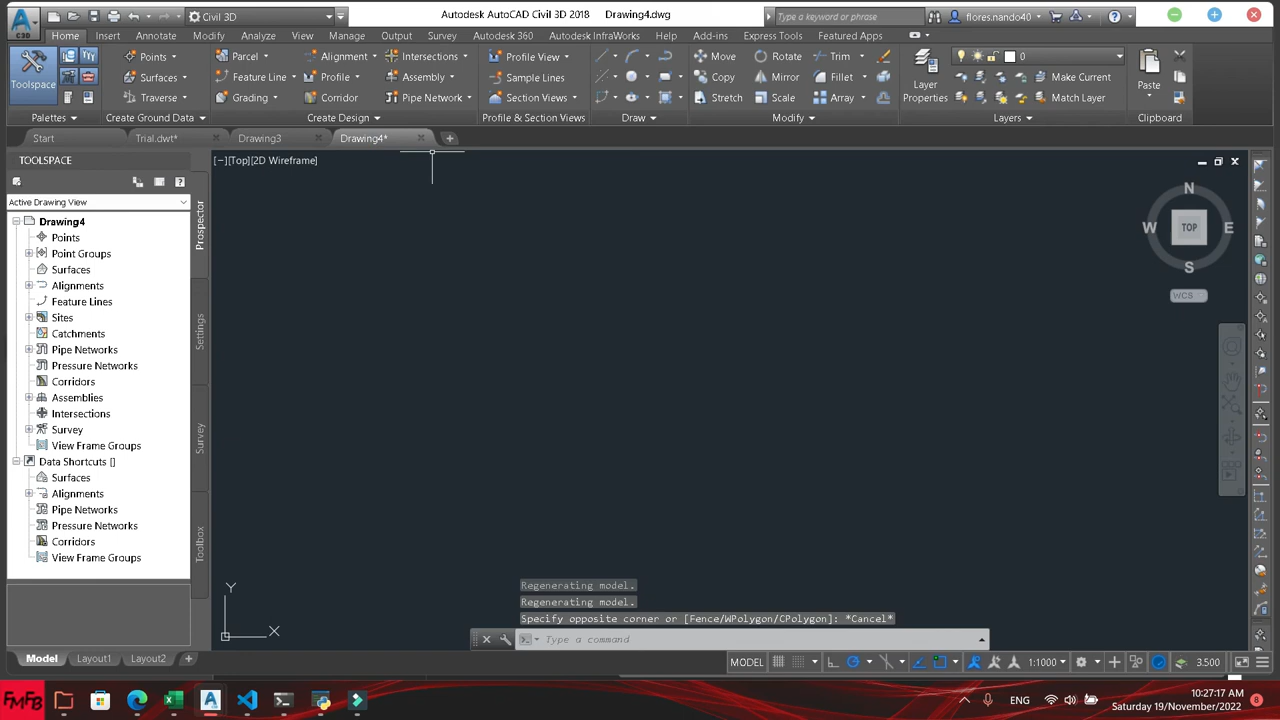 C3D
Civil 3D
Autodesk AutoCAD Civil 3D 2018 Drawing4.dwg
Type a keyword or phrase
flores.nando40
Home Insert Annotate Modify Analyze View Manage Output Survey Autodesk 360 Autodesk InfraWorks Help Add-ins Express Tools Featured Apps
Toolspace
Points
Surfaces
Traverse
Parcel
Feature Line
Grading
Alignment
Profile
Corridor
Intersections
Assembly
Pipe Network
Profile View
Sample Lines
Section Views
Move
Copy
Stretch
Rotate
Mirror
Scale
Trim
Fillet
Array
Layer
Properties
0
Make Current
Match Layer
Paste
Palettes Create Ground Data Create Design Profile & Section Views Draw Modify Layers Clipboard
Start Trial.dwt* Drawing3 Drawing4*
TOOLSPACE
Active Drawing View
Drawing4
Points
Point Groups
Surfaces
Alignments
Feature Lines
Sites
Catchments
Pipe Networks
Pressure Networks
Corridors
Assemblies
Intersections
Survey
View Frame Groups
Data Shortcuts []
Surfaces
Alignments
Pipe Networks
Pressure Networks
Corridors
View Frame Groups
Prospector
Settings
Survey
Toolbox
[−][Top][2D Wireframe]
N
W TOP E
S
WCS
Y
X
Regenerating model.
Regenerating model.
Specify opposite corner or [Fence/WPolygon/CPolygon]: *Cancel*
Type a command
Model Layout1 Layout2
MODEL 1:1000 3.500
FMFB
ENG
10:27:17 AM
Saturday 19/November/2022
8